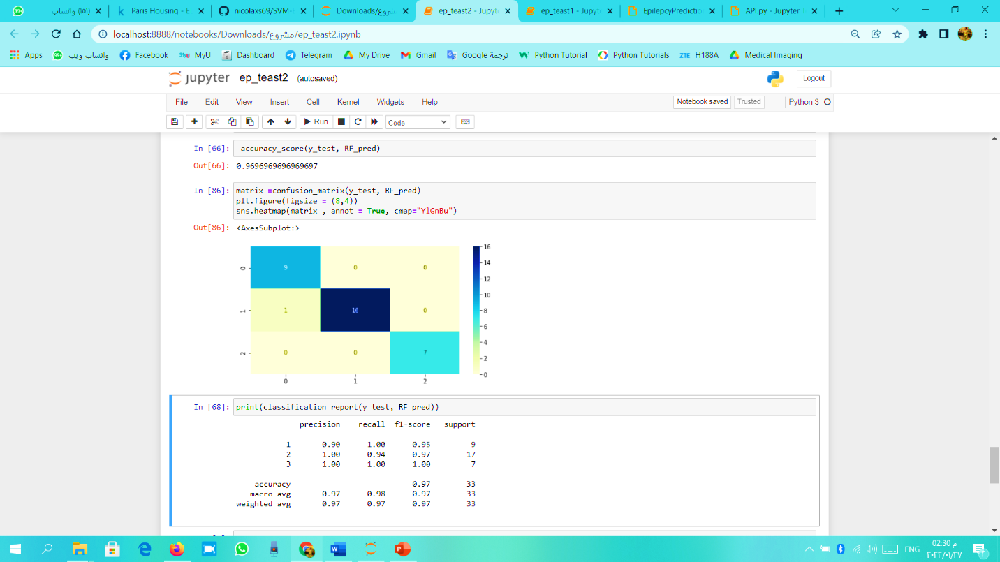 (١٥١) واتساب
Paris Housing - El
nicolaxs69/SVM-F
Downloads/مشروع
ep_teast2 - Jupyte
ep_teast1 - Jupyte
EpilepcyPredictio
API.py - Jupyter T
localhost:8888/notebooks/Downloads/مشروع/ep_teast2.ipynb
Apps
واتساب ويب
Facebook
MyU
Dashboard
Telegram
My Drive
Gmail
ترجمة Google
Python Tutorial
Python Tutorials
ZTE H188A
Medical Imaging
jupyter ep_teast2 (autosaved)
Logout
File Edit View Insert Cell Kernel Widgets Help
Notebook saved Trusted Python 3
Run Code
In [66]: accuracy_score(y_test, RF_pred)
Out[66]: 0.9696969696969697
In [86]: matrix =confusion_matrix(y_test, RF_pred)
plt.figure(figsize = (8,4))
sns.heatmap(matrix , annot = True, cmap="YlGnBu")
Out[86]: <AxesSubplot:>
0 9 0 0
1 1 16 0
2 0 0 7
0 1 2
16
14
12
10
8
6
4
2
0
In [68]: print(classification_report(y_test, RF_pred))
precision recall f1-score support
1 0.90 1.00 0.95 9
2 1.00 0.94 0.97 17
3 1.00 1.00 1.00 7
accuracy 0.97 33
macro avg 0.97 0.98 0.97 33
weighted avg 0.97 0.97 0.97 33
ENG
02:30 م
٢٠٢٢/٠١/٢٧